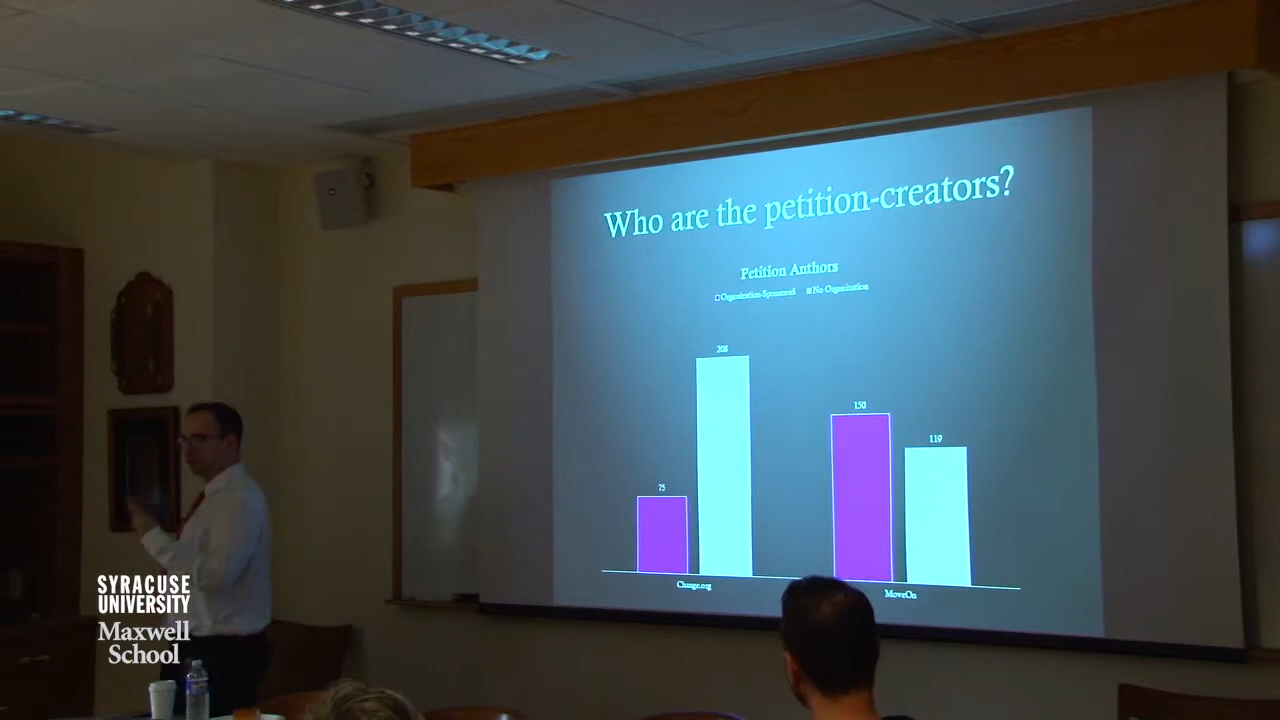 Who are the petition-creators?
Petition Authors
Organization-Sponsored No Organization
208
150
119
75
Change.org
MoveOn
SYRACUSE
UNIVERSITY
Maxwell
School